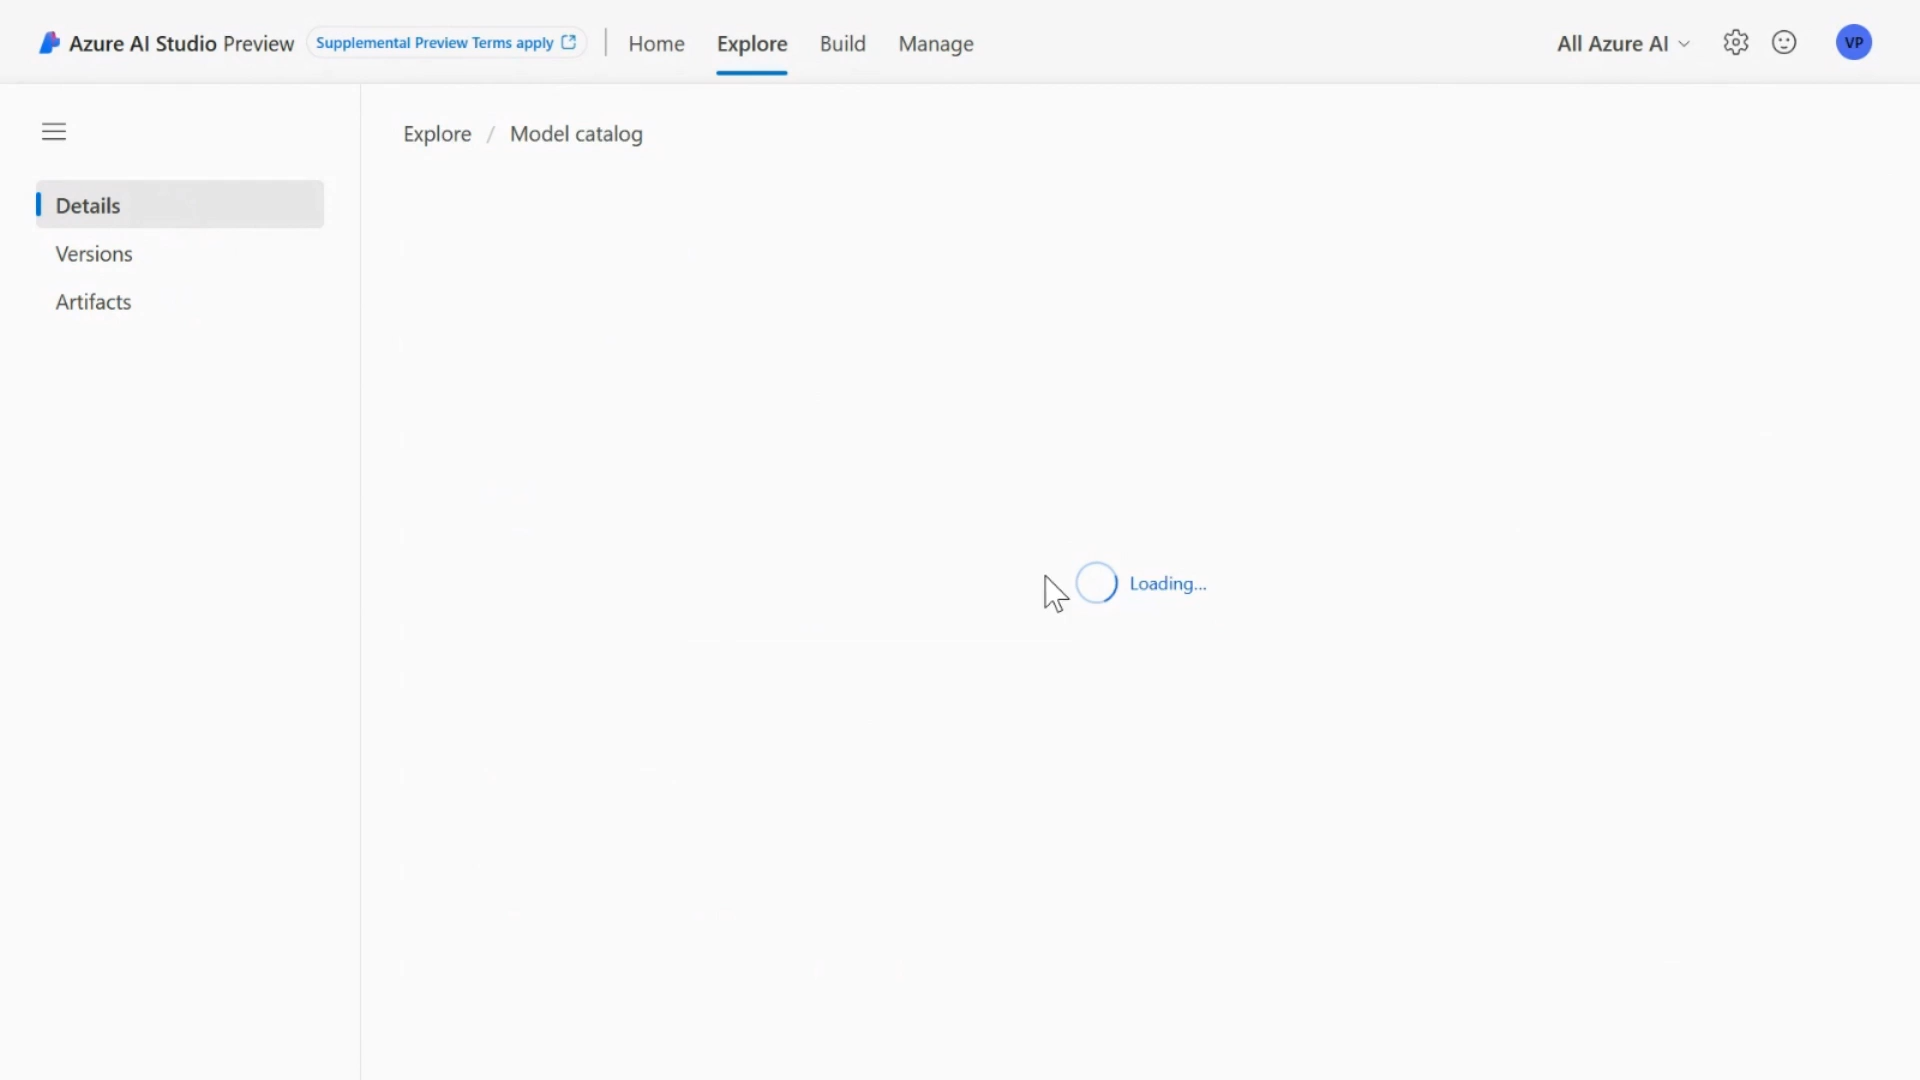 Azure AI Studio Preview
Supplemental Preview Terms apply
Home
Explore
Build
Manage
All Azure AI
VP
Explore / Model catalog
Details
Versions
Artifacts
Loading...